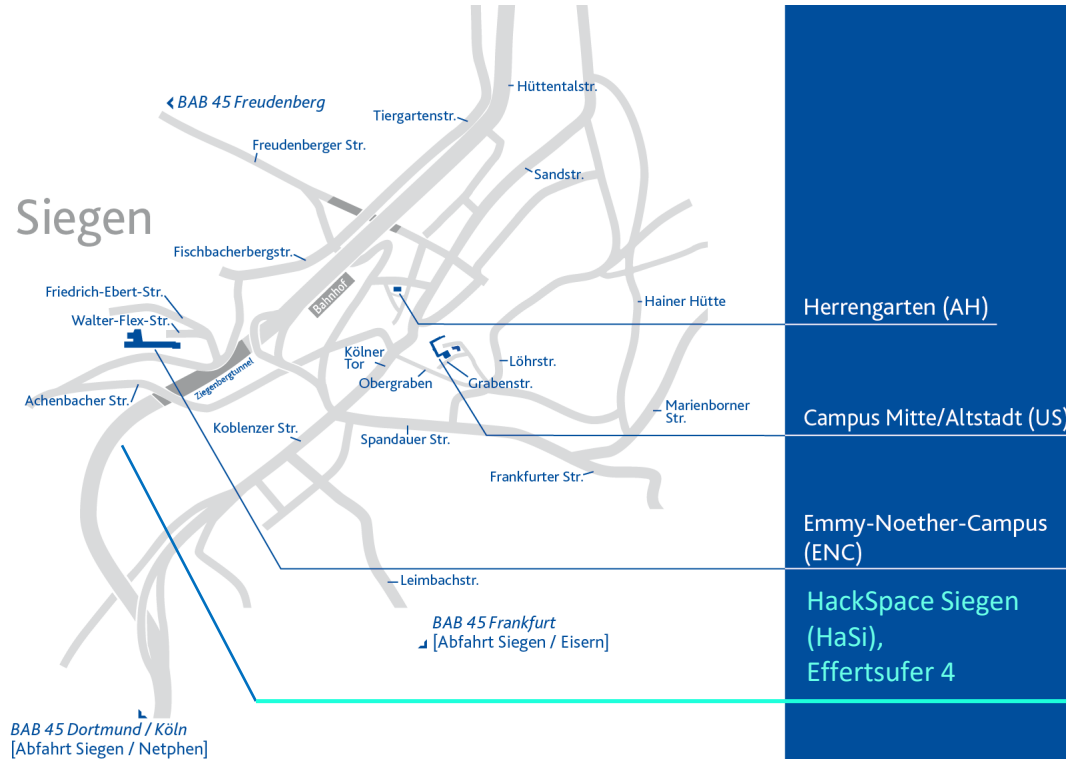 Hüttentalstr.
BAB 45 Freudenberg
Tiergartenstr.
Freudenberger Str.
Sandstr.
Siegen
Fischbacherbergstr.
Bahnhof
Friedrich-Ebert-Str.
Walter-Flex-Str.
Hainer Hütte
Herrengarten (AH)
Kölner
Tor
Löhrstr.
Obergraben
Grabenstr.
Ziegenbergtunnel
Achenbacher Str.
Marienborner
Str.
Campus Mitte/Altstadt (US)
Koblenzer Str.
Spandauer Str.
Frankfurter Str.
Emmy-Noether-Campus
(ENC)
Leimbachstr.
HackSpace Siegen
(HaSi),
Effertsufer 4
BAB 45 Frankfurt
[Abfahrt Siegen / Eisern]
BAB 45 Dortmund / Köln
[Abfahrt Siegen / Netphen]